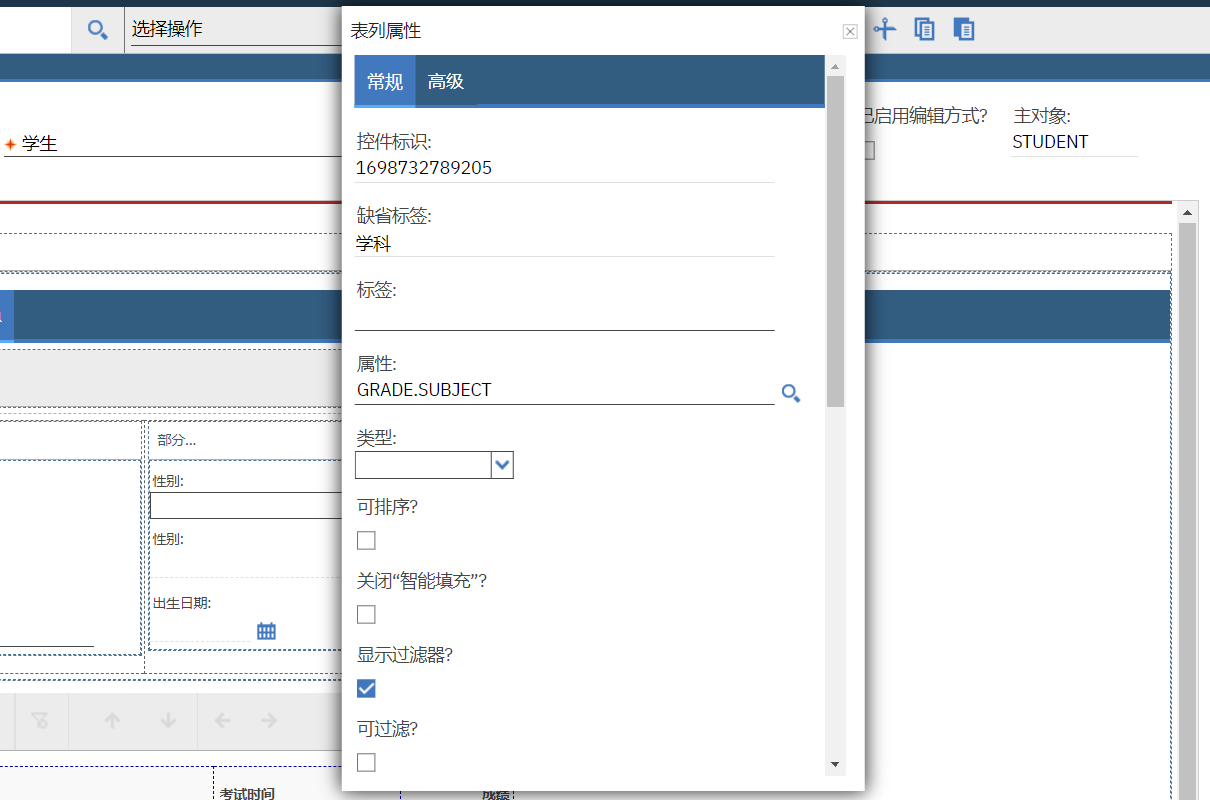 选择操作
表列属性
常规
高级
学生
启用编辑方式?
主对象:
STUDENT
控件标识:
1698732789205
缺省标签:
学科
标签:
属性:
GRADE.SUBJECT
部分...
类型:
性别:
可排序?
性别:
关闭“智能填充”?
出生日期:
显示过滤器?
可过滤?
考试时间
成绩